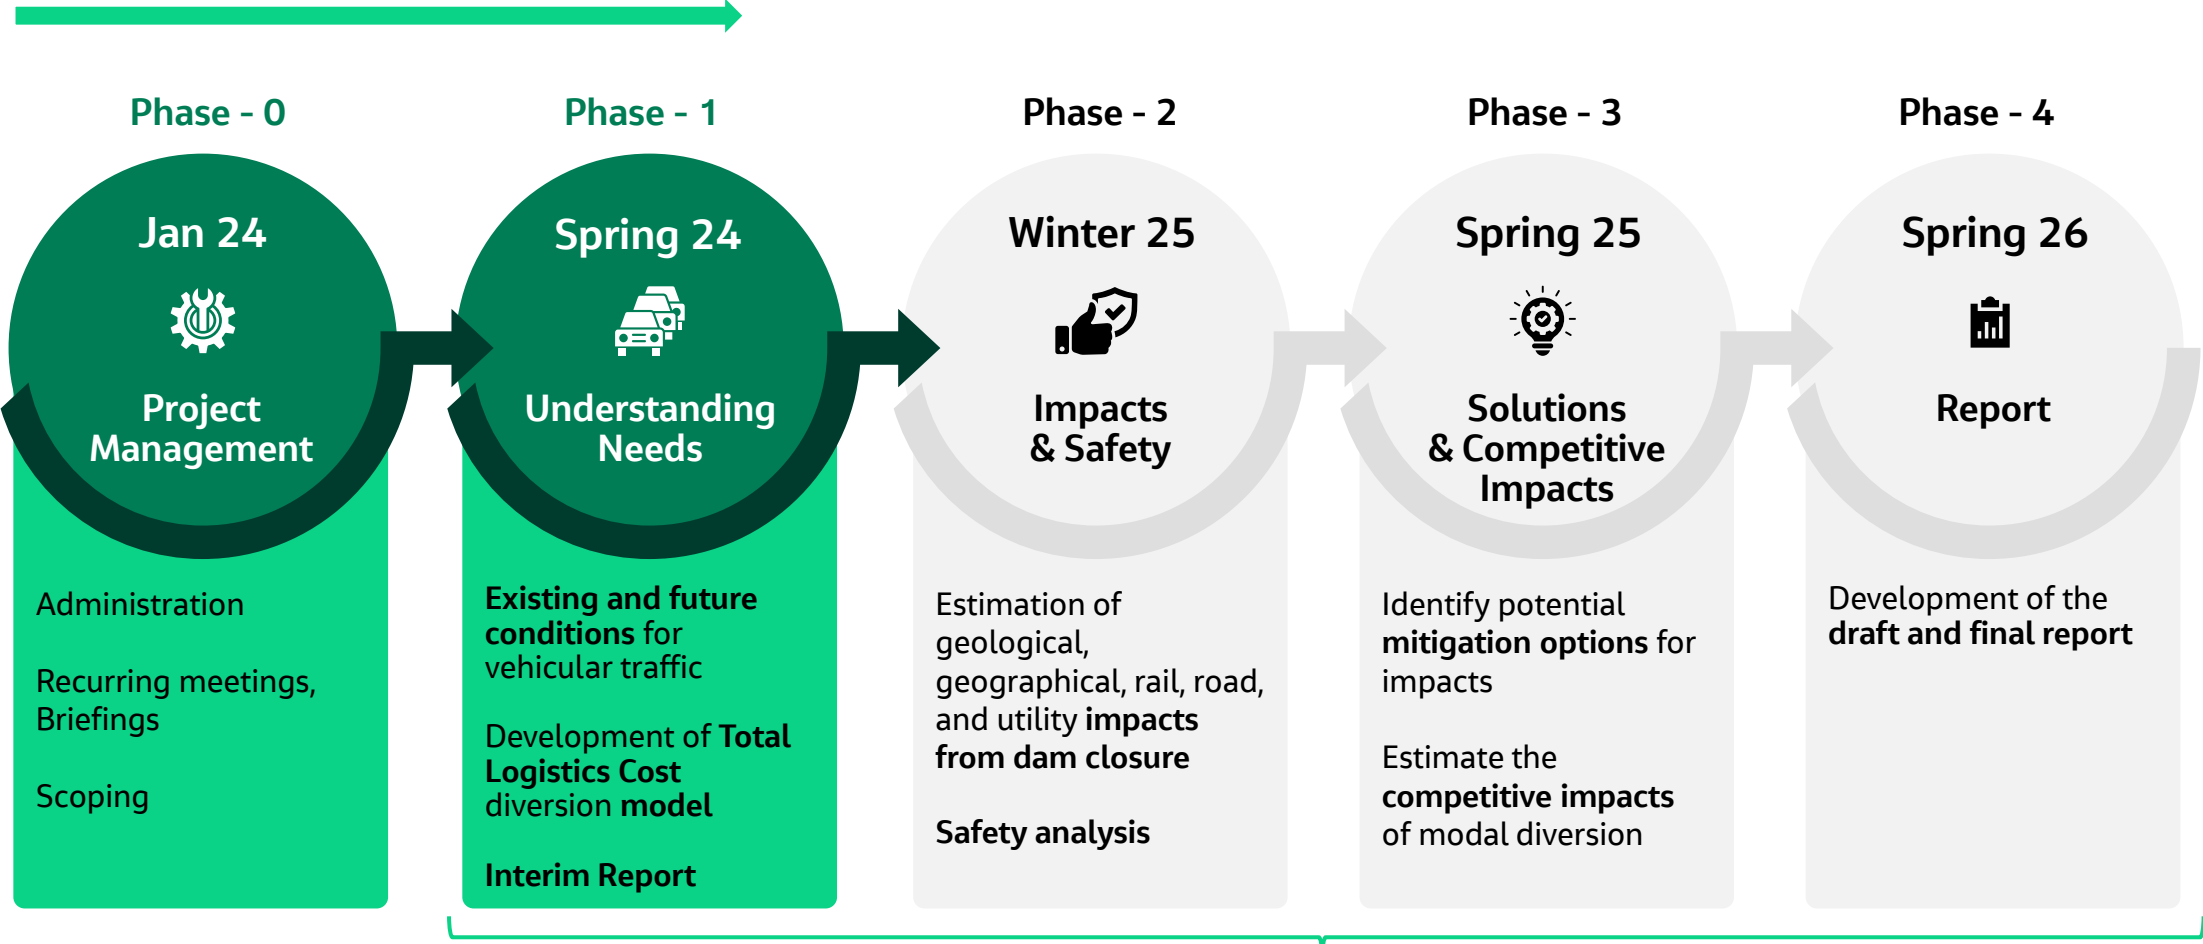 Phase - 0
Jan 24
Project
Management
Administration
Recurring meetings,
Briefings
Scoping
Phase - 1
Spring 24
Understanding
Needs
Existing and future
conditions for
vehicular traffic
Development of Total
Logistics Cost
diversion model
Interim Report
Phase - 2
Winter 25
Impacts
& Safety
Estimation of
geological,
geographical, rail, road,
and utility impacts
from dam closure
Safety analysis
Phase - 3
Spring 25
Solutions
& Competitive
Impacts
Identify potential
mitigation options for
impacts
Estimate the
competitive impacts
of modal diversion
Phase - 4
Spring 26
Report
Development of the
draft and final report